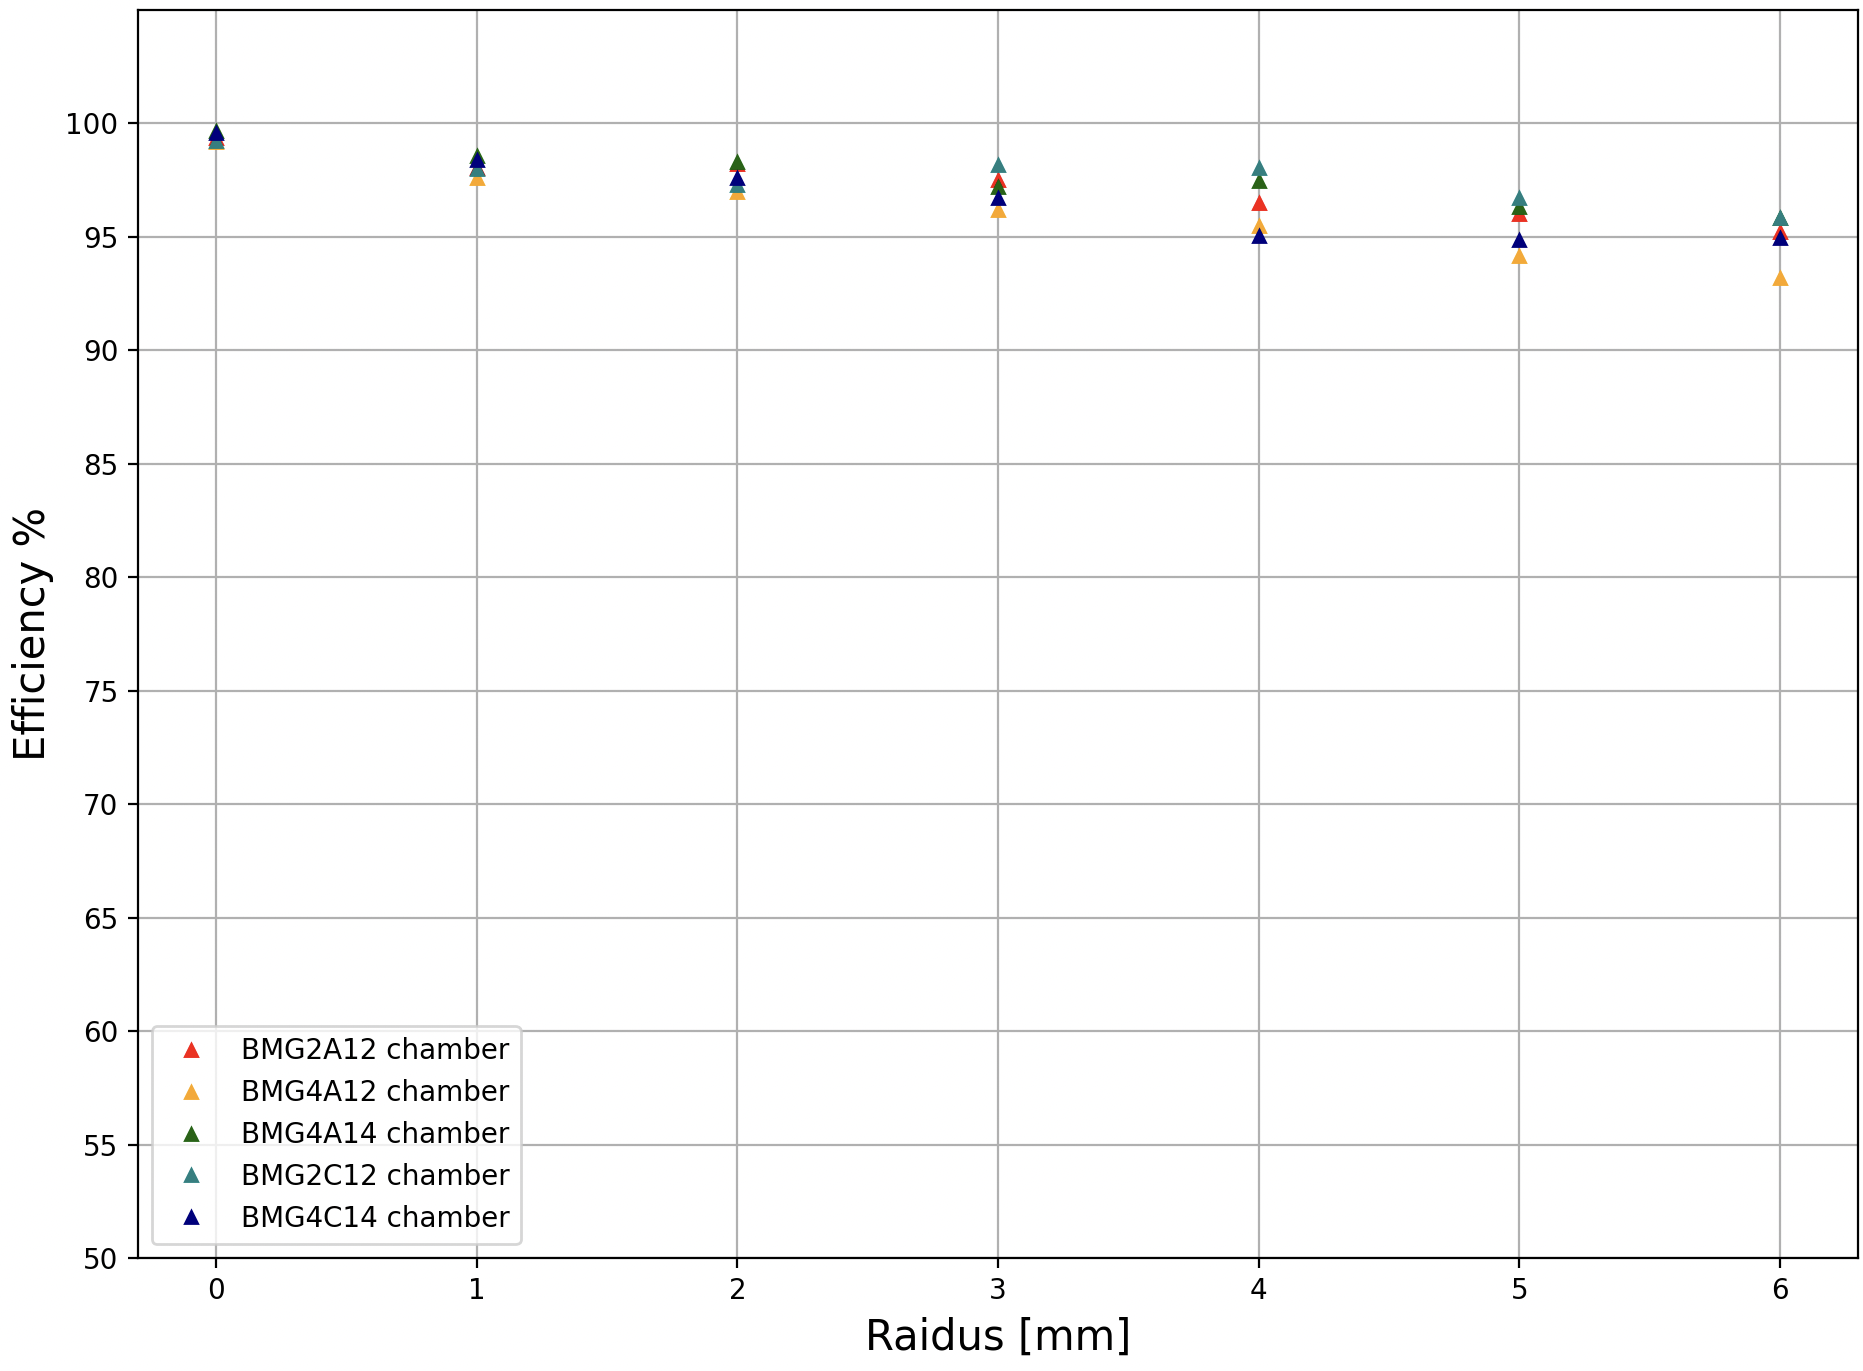 100
95
90
85
80
75
70
65
60
55
50
Efficiency %
BMG2A12 chamber
BMG4A12 chamber
BMG4A14 chamber
BMG2C12 chamber
BMG4C14 chamber
0 1 2 3 4 5 6
Raidus [mm]